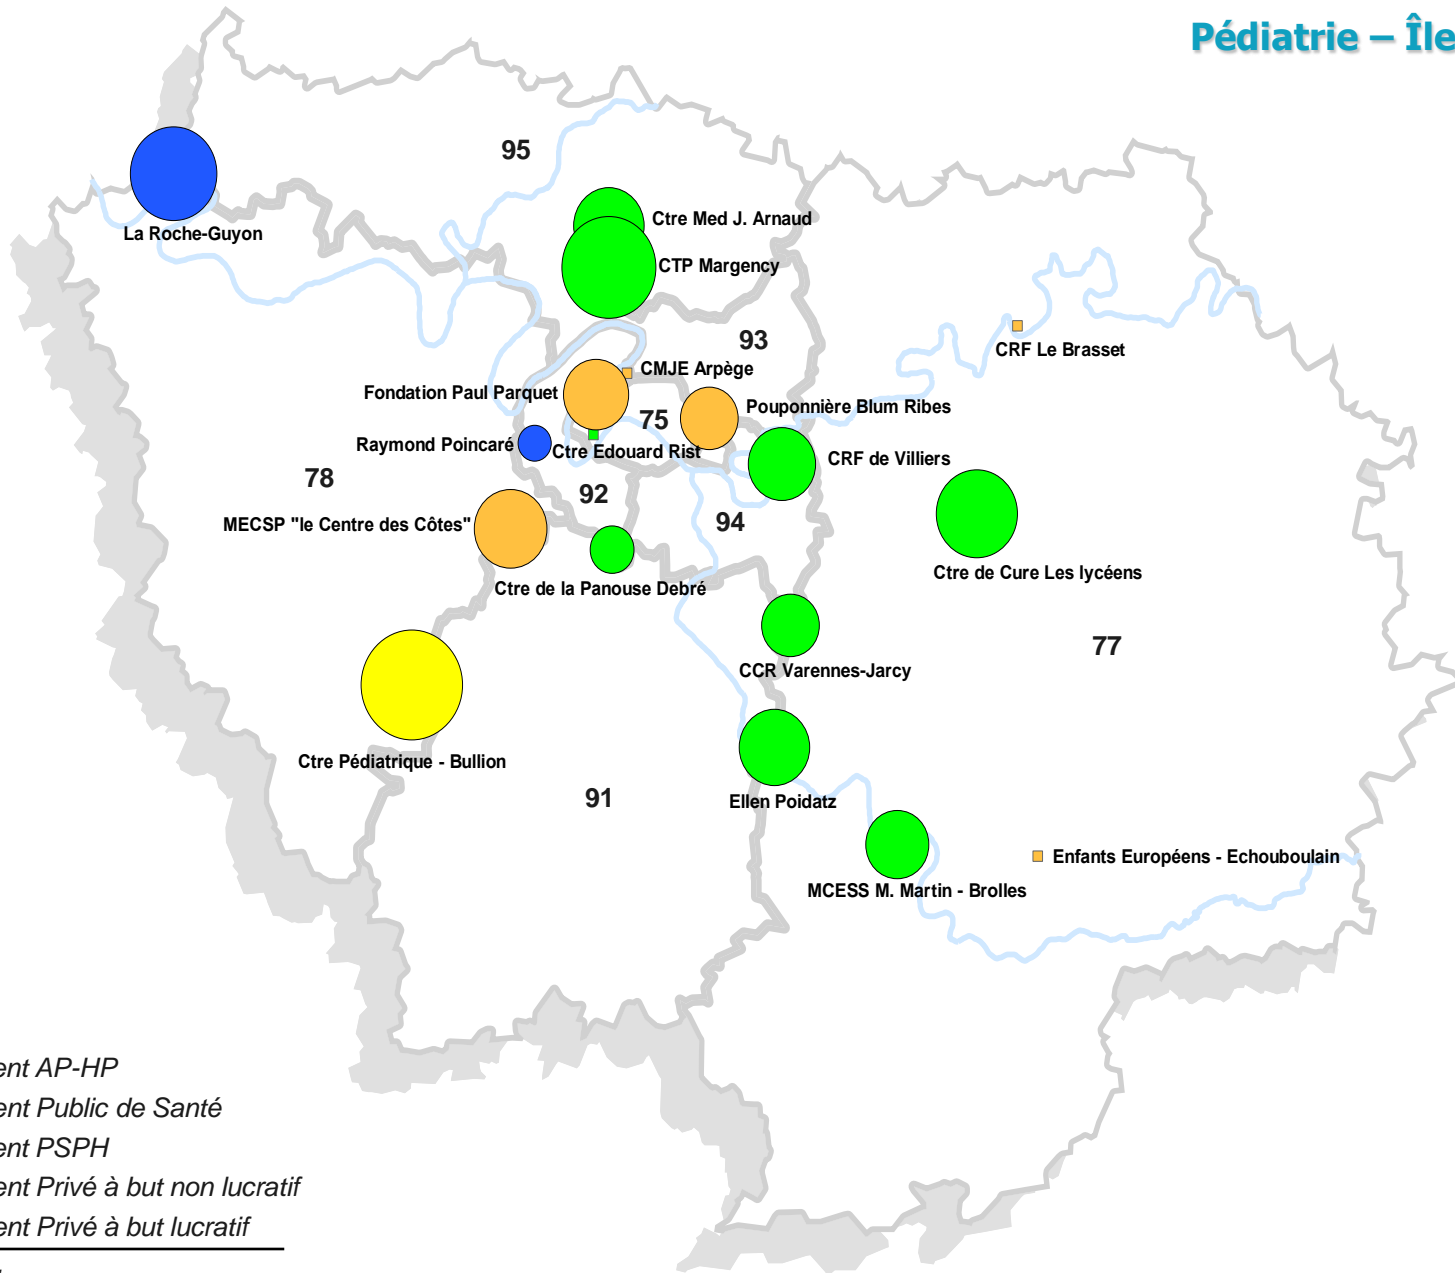 Pédiatrie – Île
95
La Roche-Guyon
Ctre Med J. Arnaud
CTP Margency
93
CRF Le Brasset
CMJE Arpège
Fondation Paul Parquet
Pouponnière Blum Ribes
75
Raymond Poincaré
Ctre Edouard Rist
CRF de Villiers
78
92
MECSP "le Centre des Côtes"
94
Ctre de Cure Les lycéens
Ctre de la Panouse Debré
77
CCR Varennes-Jarcy
Ctre Pédiatrique - Bullion
91
Ellen Poidatz
Enfants Européens - Echouboulain
MCESS M. Martin - Brolles
ent AP-HP
ent Public de Santé
ent PSPH
ent Privé à but non lucratif
ent Privé à but lucratif